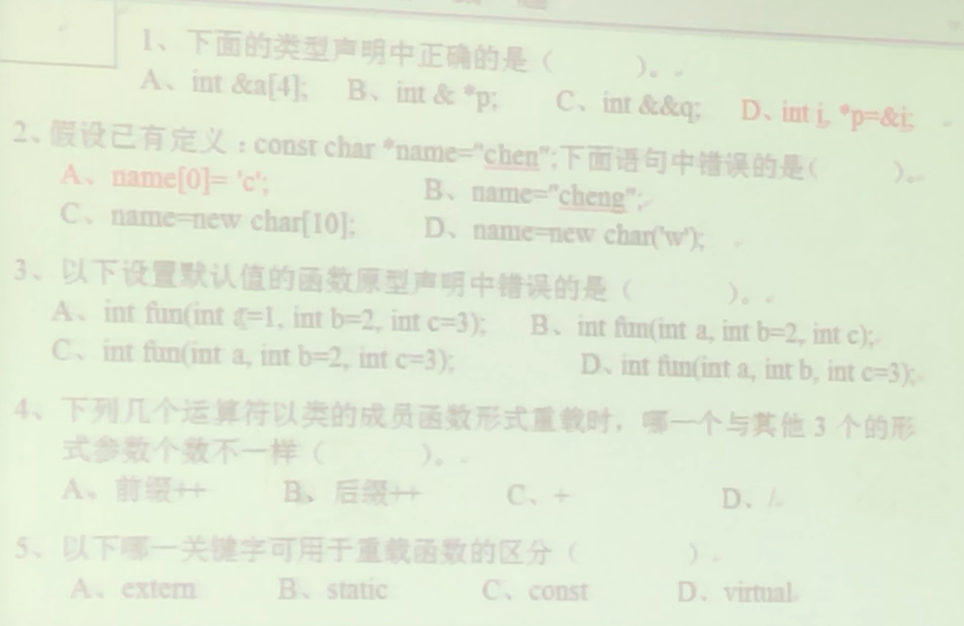 1、下面的类型声明中正确的是（ ）。
A、int &a[4]; B、int & *p; C、int &&q; D、int i, *p=&i;
2、假设已有定义：const char *name="chen";下面语句中错误的是( )。
A、name[0]= 'c'; B、name="cheng";
C、name=new char[10]; D、name=new char('w');
3、以下设置默认值的函数原型声明中错误的是（ ）。
A、int fun(int =1, int b=2, int c=3); B、int fun(int a, int b=2, int c);
C、int fun(int a, int b=2, int c=3); D、int fun(int a, int b, int c=3);
4、下列几个运算符以类的成员函数形式重载时，哪一个与其他 3 个的形
式参数个数不一样（ ）。
A、前缀++ B、后缀++ C、+ D、/
5、以下哪一关键字可用于重载函数的区分（ ）
A、extern B、static C、const D、virtual